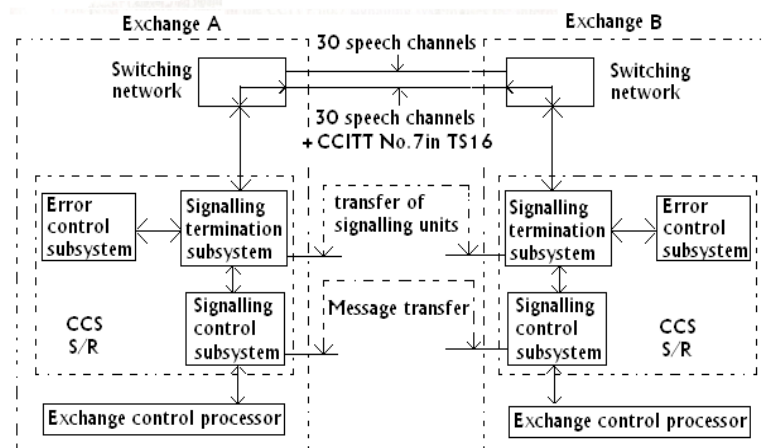 Exchange A
Exchange B
30 speech channels
Switching
network
Switching
network
30 speech channels
+ CCITT No.7in TS16
Error
control
subsystem
Signalling
termination
subsystem
transfer of
signalling units
Signalling
termination
subsystem
Error
control
subsystem
CCS
S/R
Signalling
control
subsystem
Message transfer
Signalling
control
subsystem
CCS
S/R
Exchange control processor
Exchange control processor